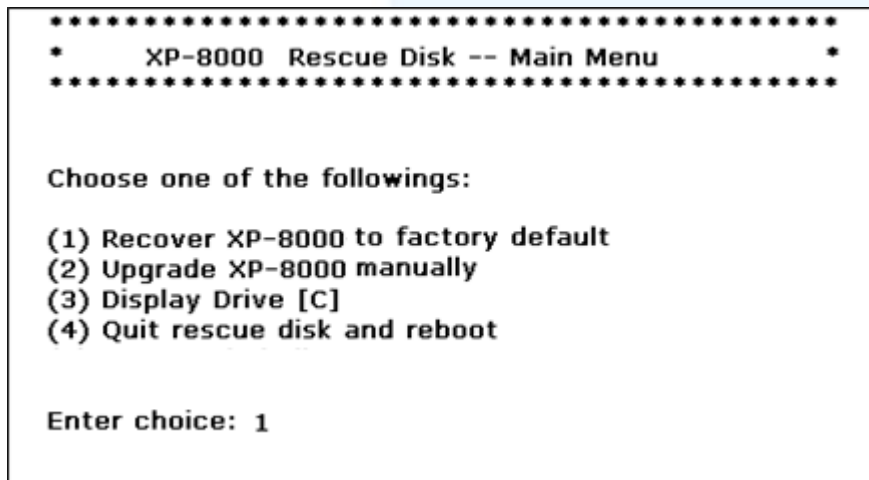 ****************************************
* XP-8000 Rescue Disk -- Main Menu *
****************************************
Choose one of the followings:
(1) Recover XP-8000 to factory default
(2) Upgrade XP-8000 manually
(3) Display Drive [C]
(4) Quit rescue disk and reboot
Enter choice: 1